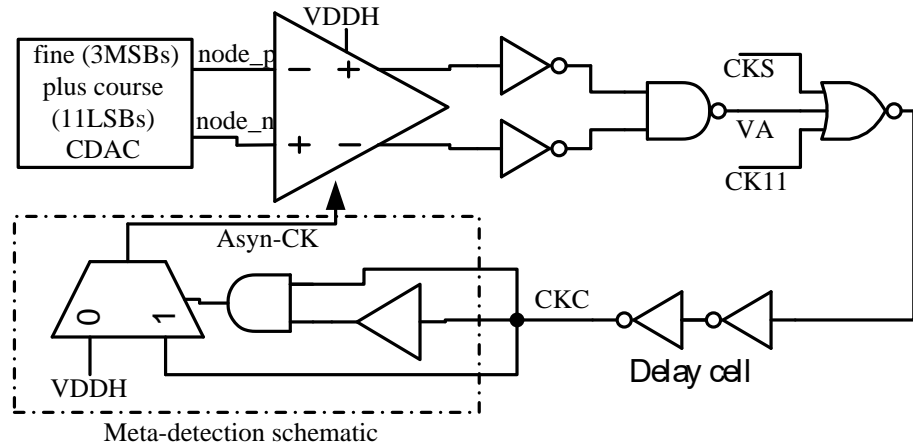 VDDH
fine (3MSBs)
plus course
(11LSBs)
CDAC
node_p
node_n
− +
+ −
CKS
VA
CK11
Asyn-CK
CKC
0 1
VDDH
Delay cell
Meta-detection schematic